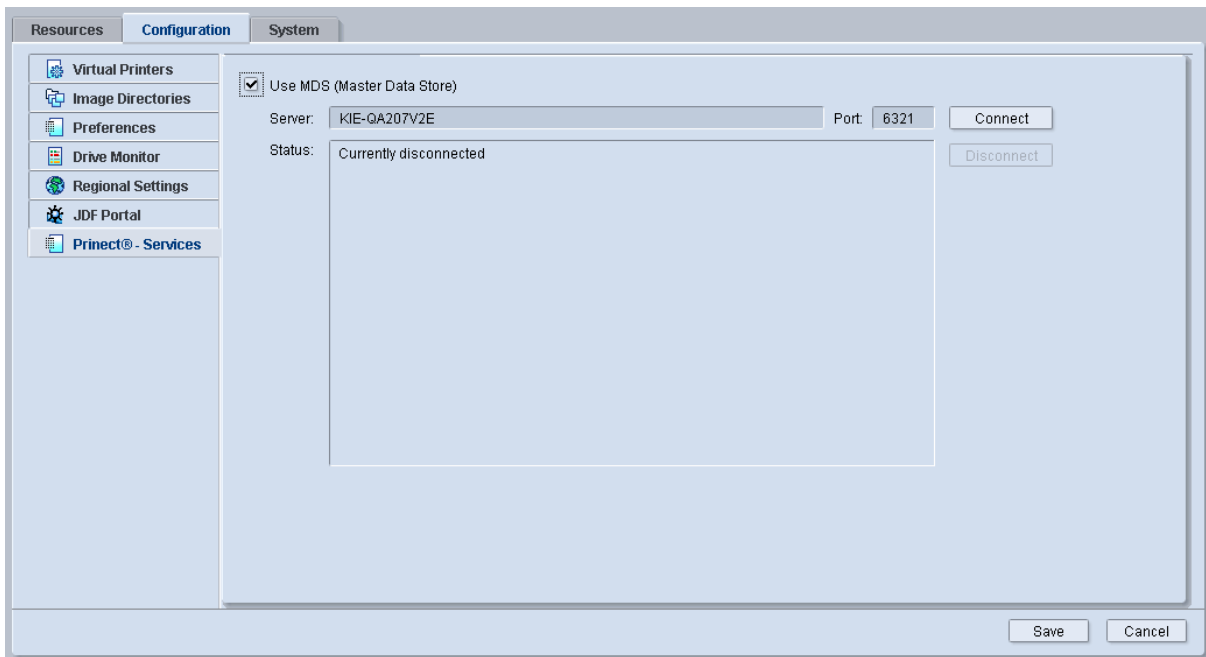 Resources Configuration System
Virtual Printers
Image Directories
Preferences
Drive Monitor
Regional Settings
JDF Portal
Prinect® - Services
Use MDS (Master Data Store)
Server: KIE-QA207V2E Port: 6321 Connect
Status: Currently disconnected Disconnect
Save Cancel